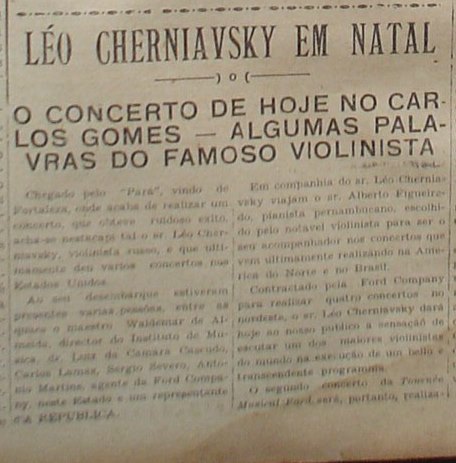 LÉO CHERNIAVSKY EM NATAL
O CONCERTO DE HOJE NO CAR-
LOS GOMES — ALGUMAS PALA-
VRAS DO FAMOSO VIOLINISTA
Chegado pelo "Pará", vindo de
Fortaleza, onde acaba de realizar um
concerto, que obteve ruidoso exito,
acha-se nesta capital o sr. Léo Cher-
niavsky, violinista russo, e que ulti-
mamente deu varios concertos nos
Estados Unidos.
Ao seu desembarque estiveram
presentes varias pessôas, entre as
quaes o maestro Waldemar de Al-
meida, director do Instituto de Mu-
sica, dr. Luiz da Camara Cascudo,
Carlos Lamas, Sergio Severo, Anto-
nio Martins, agente da Ford Compa-
ny, neste Estado e um representante
d'A REPUBLICA.
Em companhia do sr. Léo Chernia-
vsky viajam o sr. Alberto Figueire-
do, pianista pernambucano, escolhi-
do, pelo notavel violinista para ser o
seu acompanhador nos concertos que
vem ultimamente realizando na Ame-
rica do Norte e no Brasil.
Contractado pela Ford Company
para realizar quatro concertos no
nordeste, o sr. Léo Cherniavsky dará
hoje ao nosso publico a sensação de
escutar um dos maiores violinistas
do mundo na execução de um bello e
transcendente programma.
O segundo concerto da Tournée
Musical Ford será, portanto, realiza-